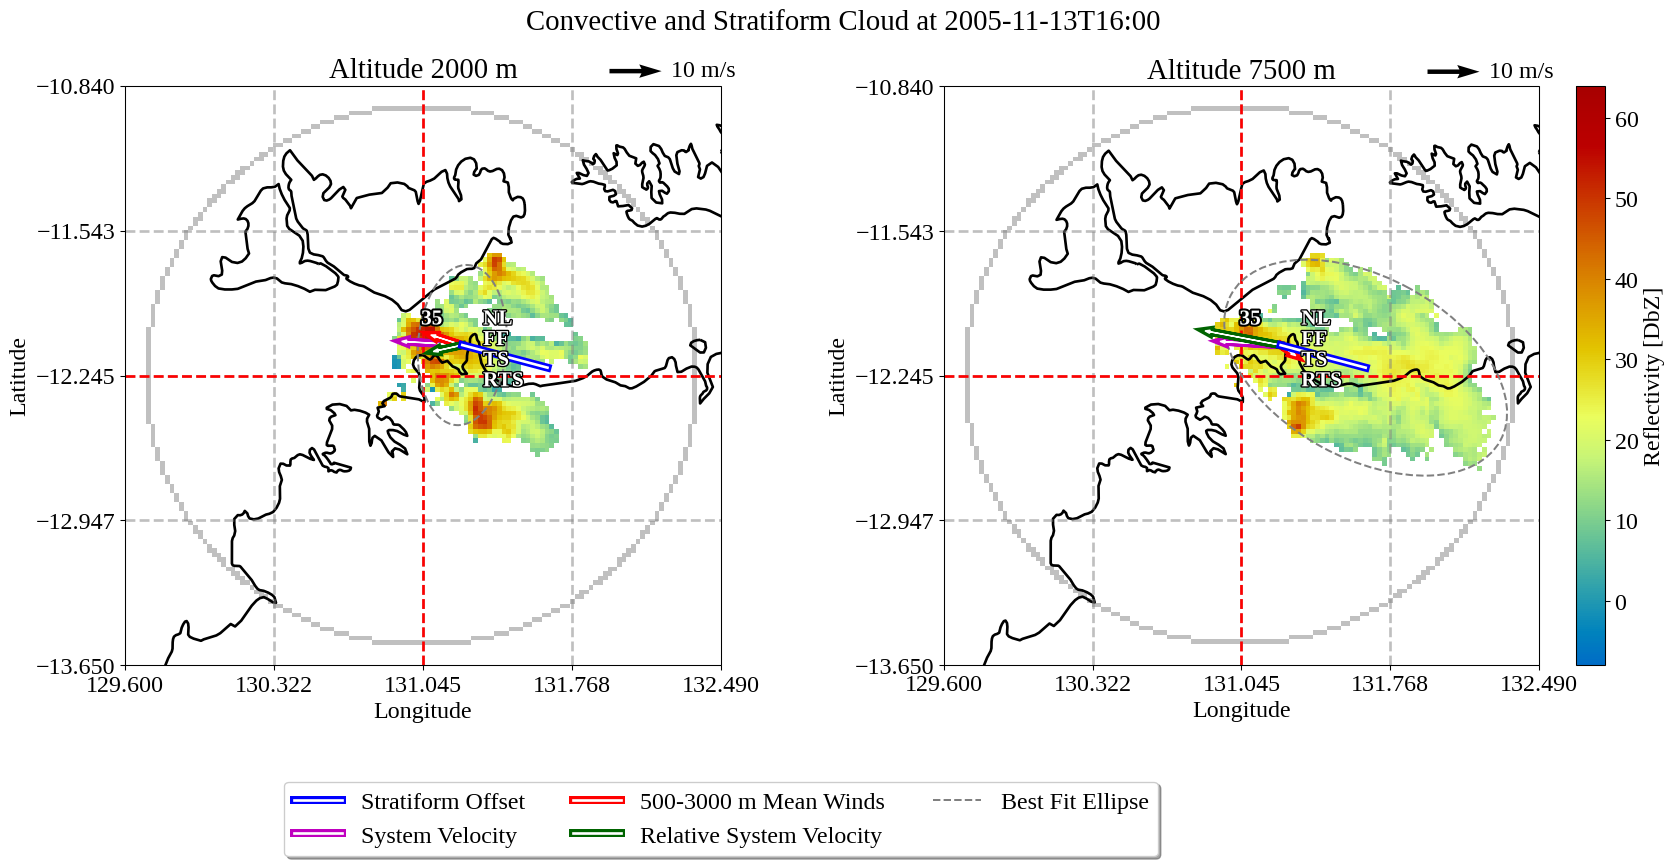 Convective and Stratiform Cloud at 2005-11-13T16:00
Altitude 2000 m
10 m/s
−10.840
−11.543
−12.245
−12.947
−13.650
Latitude
35
NL
FF
TS
RTS
129.600
130.322
131.045
131.768
132.490
Longitude
Altitude 7500 m
10 m/s
−10.840
−11.543
−12.245
−12.947
−13.650
Latitude
35
NL
FF
TS
RTS
129.600
130.322
131.045
131.768
132.490
Longitude
60
50
40
30
20
10
0
Reflectivity [DbZ]
Stratiform Offset
System Velocity
500-3000 m Mean Winds
Relative System Velocity
Best Fit Ellipse